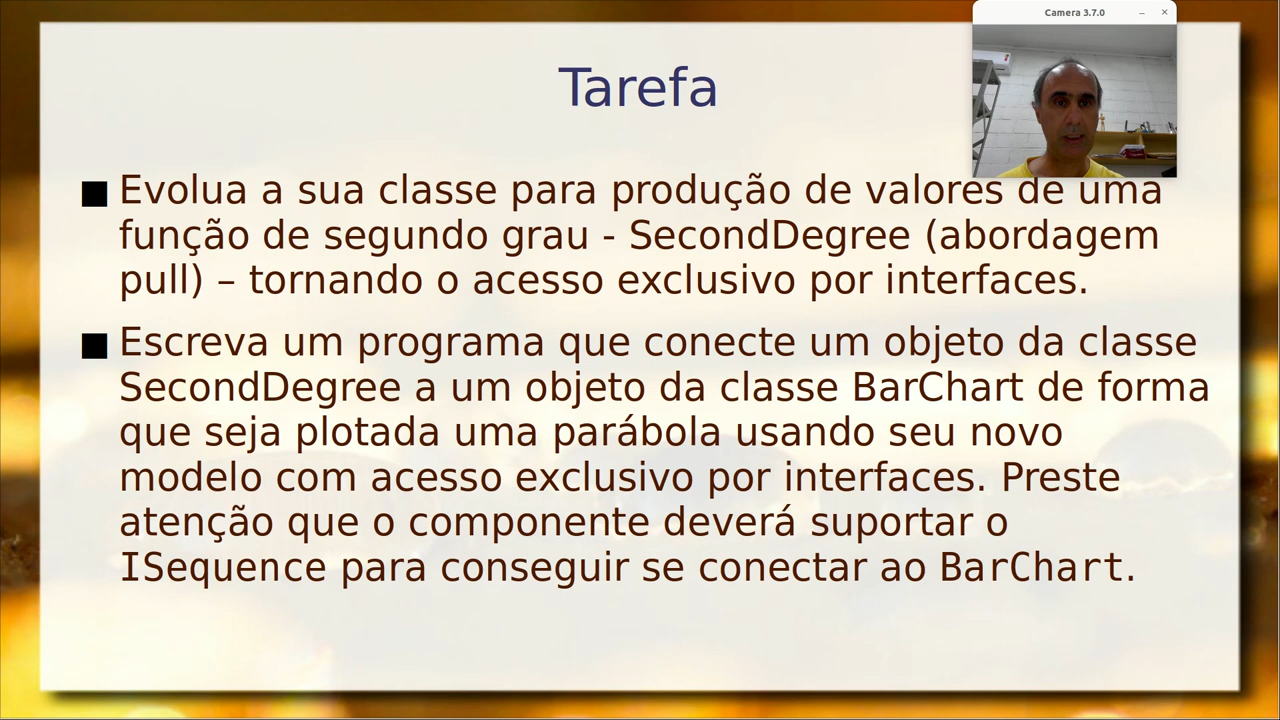 Camera 3.7.0
Tarefa
Evolua a sua classe para produção de valores de uma
função de segundo grau - SecondDegree (abordagem
pull) – tornando o acesso exclusivo por interfaces.
Escreva um programa que conecte um objeto da classe
SecondDegree a um objeto da classe BarChart de forma
que seja plotada uma parábola usando seu novo
modelo com acesso exclusivo por interfaces. Preste
atenção que o componente deverá suportar o
ISequence para conseguir se conectar ao BarChart.